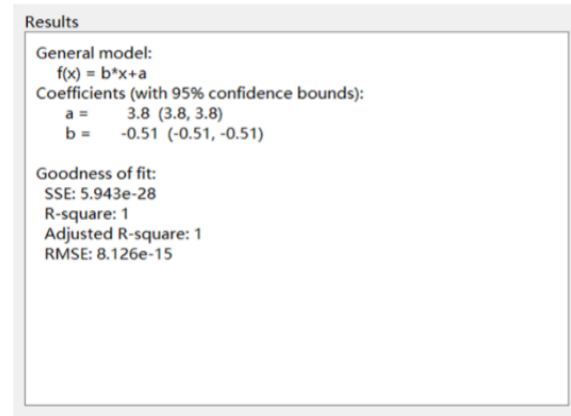 Results
General model:
f(x) = b*x+a
Coefficients (with 95% confidence bounds):
a = 3.8 (3.8, 3.8)
b = -0.51 (-0.51, -0.51)
Goodness of fit:
SSE: 5.943e-28
R-square: 1
Adjusted R-square: 1
RMSE: 8.126e-15